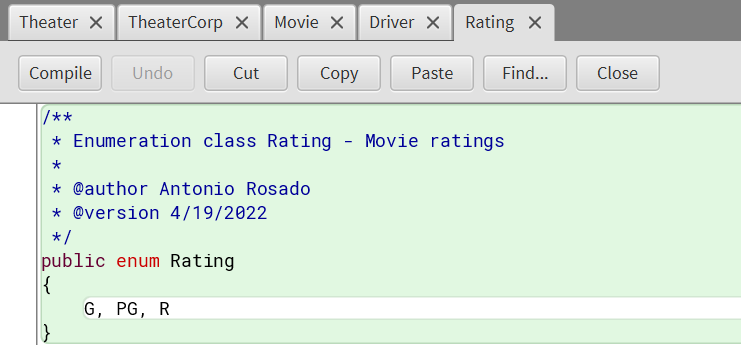 Theater × TheaterCorp × Movie × Driver × Rating ×
Compile Undo Cut Copy Paste Find... Close
/**
 * Enumeration class Rating - Movie ratings
 *
 * @author Antonio Rosado
 * @version 4/19/2022
 */
public enum Rating
{
    G, PG, R
}